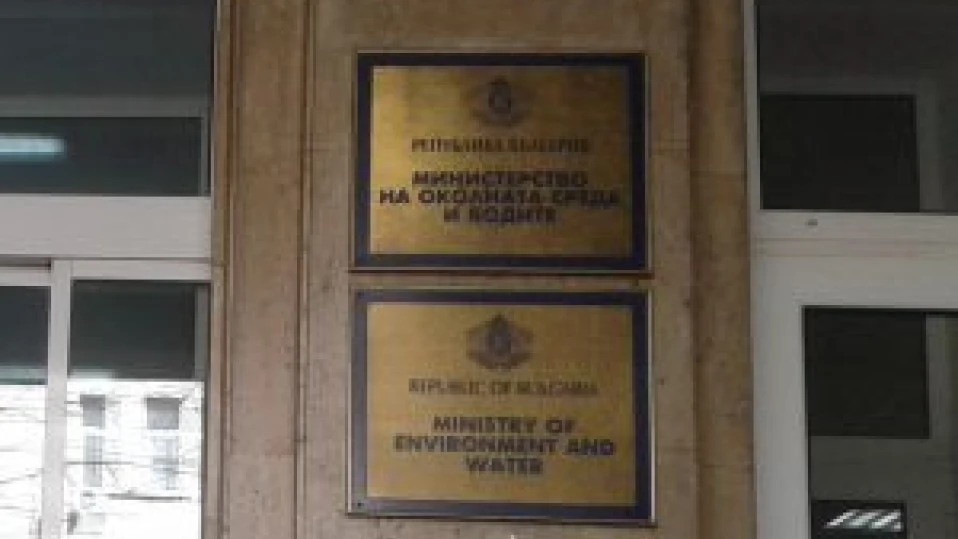 РЕПУБЛИКА БЪЛГАРИЯ
МИНИСТЕРСТВО
НА ОКОЛНАТА СРЕДА
И ВОДИТЕ
REPUBLIC OF BULGARIA
MINISTRY OF
ENVIRONMENT AND
WATER